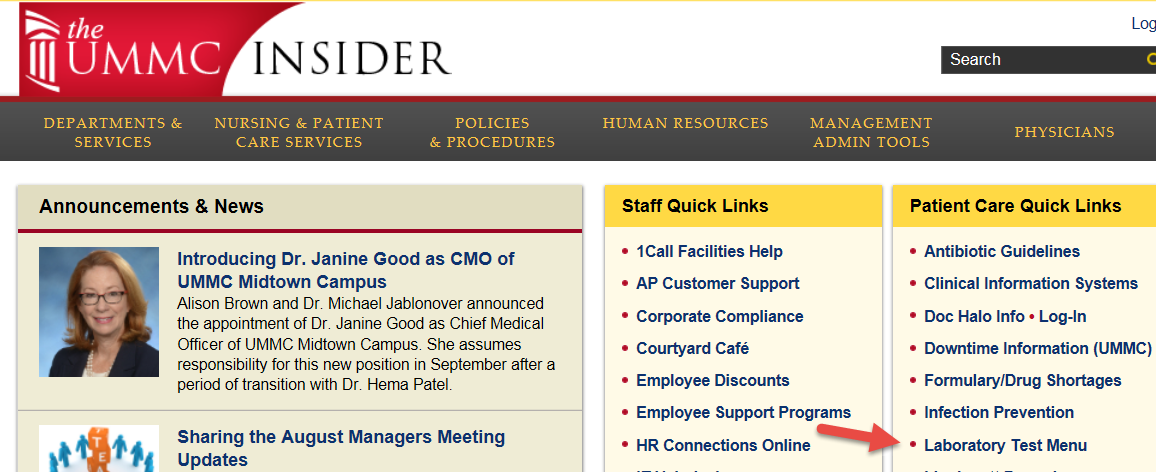 the
UMMC INSIDER
Log
Search
DEPARTMENTS &
SERVICES
NURSING & PATIENT
CARE SERVICES
POLICIES
& PROCEDURES
HUMAN RESOURCES
MANAGEMENT
ADMIN TOOLS
PHYSICIANS
Announcements & News
Introducing Dr. Janine Good as CMO of
UMMC Midtown Campus
Alison Brown and Dr. Michael Jablonover announced
the appointment of Dr. Janine Good as Chief Medical
Officer of UMMC Midtown Campus. She assumes
responsibility for this new position in September after a
period of transition with Dr. Hema Patel.
TEA
Sharing the August Managers Meeting
Updates
Staff Quick Links
• 1Call Facilities Help
• AP Customer Support
• Corporate Compliance
• Courtyard Café
• Employee Discounts
• Employee Support Programs
• HR Connections Online
Patient Care Quick Links
• Antibiotic Guidelines
• Clinical Information Systems
• Doc Halo Info • Log-In
• Downtime Information (UMMC)
• Formulary/Drug Shortages
• Infection Prevention
• Laboratory Test Menu